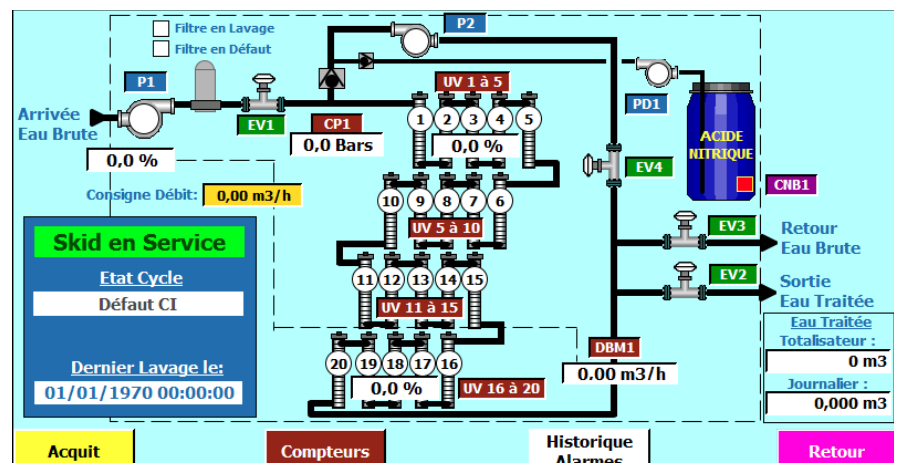 Filtre en Lavage
Filtre en Défaut
P2
P1
UV 1 à 5
PD1
Arrivée
Eau Brute
EV1
CP1
0,0 Bars
1
2
3
4
5
0,0 %
0,0 %
ACIDE
NITRIQUE
EV4
CNB1
Consigne Débit:
0,00 m3/h
10
9
8
7
6
UV 5 à 10
EV3
Retour
Eau Brute
Skid en Service
Etat Cycle
Défaut CI
11
12
13
14
15
UV 11 à 15
EV2
Sortie
Eau Traitée
Eau Traitée
Totalisateur :
0 m3
Journalier :
0,000 m3
DBM1
0.00 m3/h
20
19
18
17
16
0,0 %
UV 16 à 20
Dernier Lavage le:
01/01/1970 00:00:00
Acquit
Compteurs
Historique
Alarmes
Retour